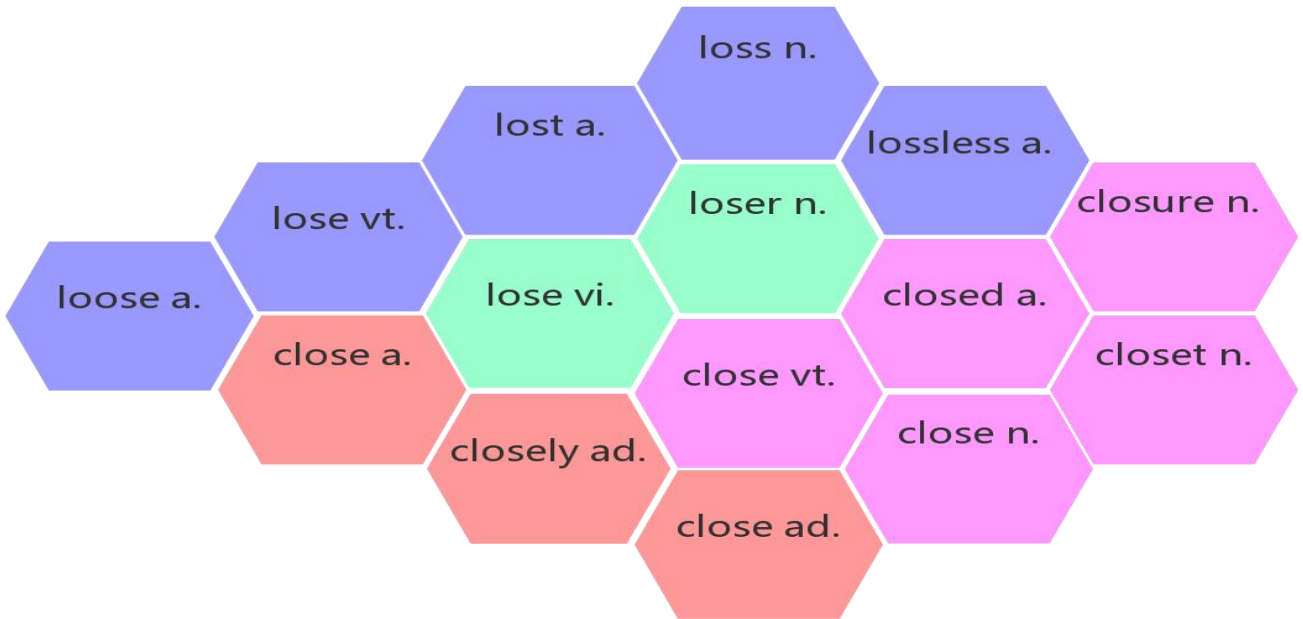 loss n.
lost a.
lossless a.
lose vt.
loser n.
closure n.
loose a.
lose vi.
closed a.
close a.
close vt.
closet n.
closely ad.
close n.
close ad.